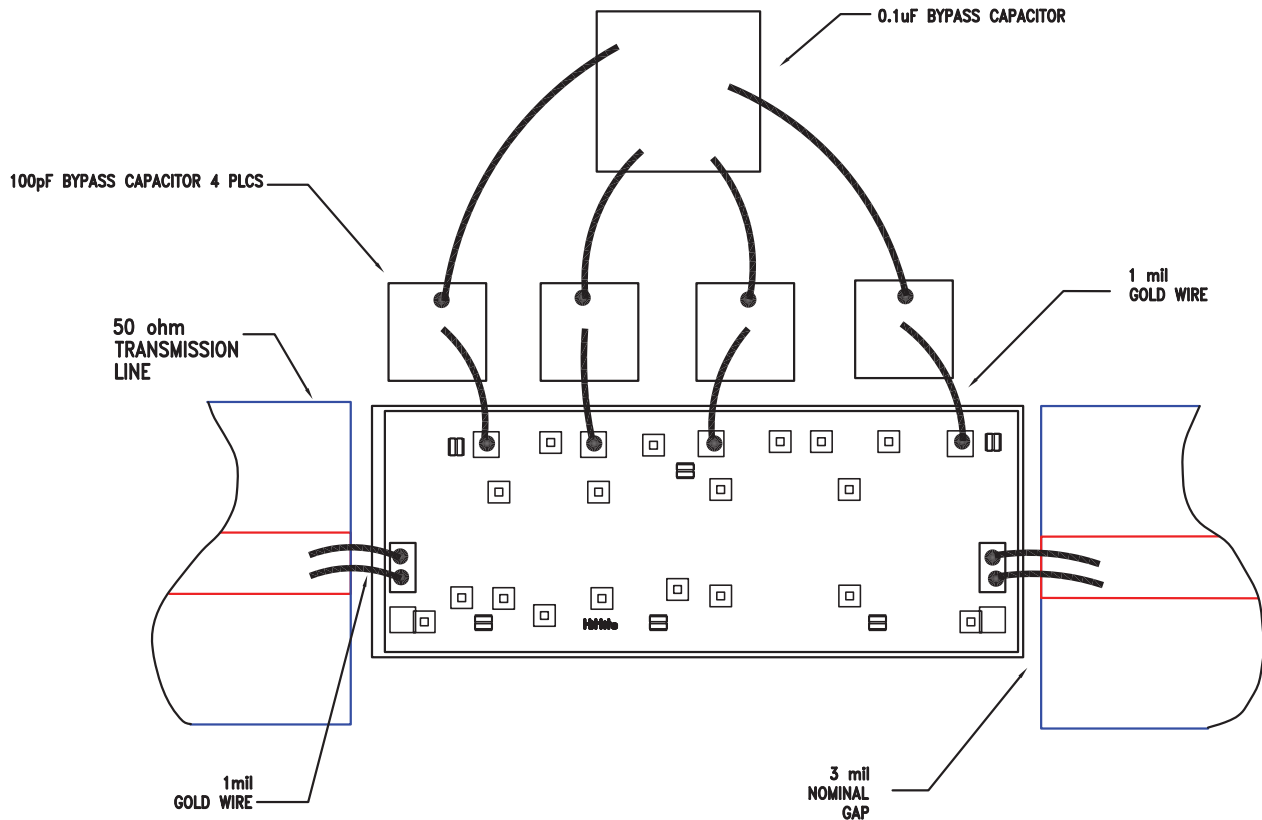 0.1uF BYPASS CAPACITOR
100pF BYPASS CAPACITOR 4 PLCS
1 mil
GOLD WIRE
50 ohm
TRANSMISSION
LINE
1mil
GOLD WIRE
3 mil
NOMINAL
GAP